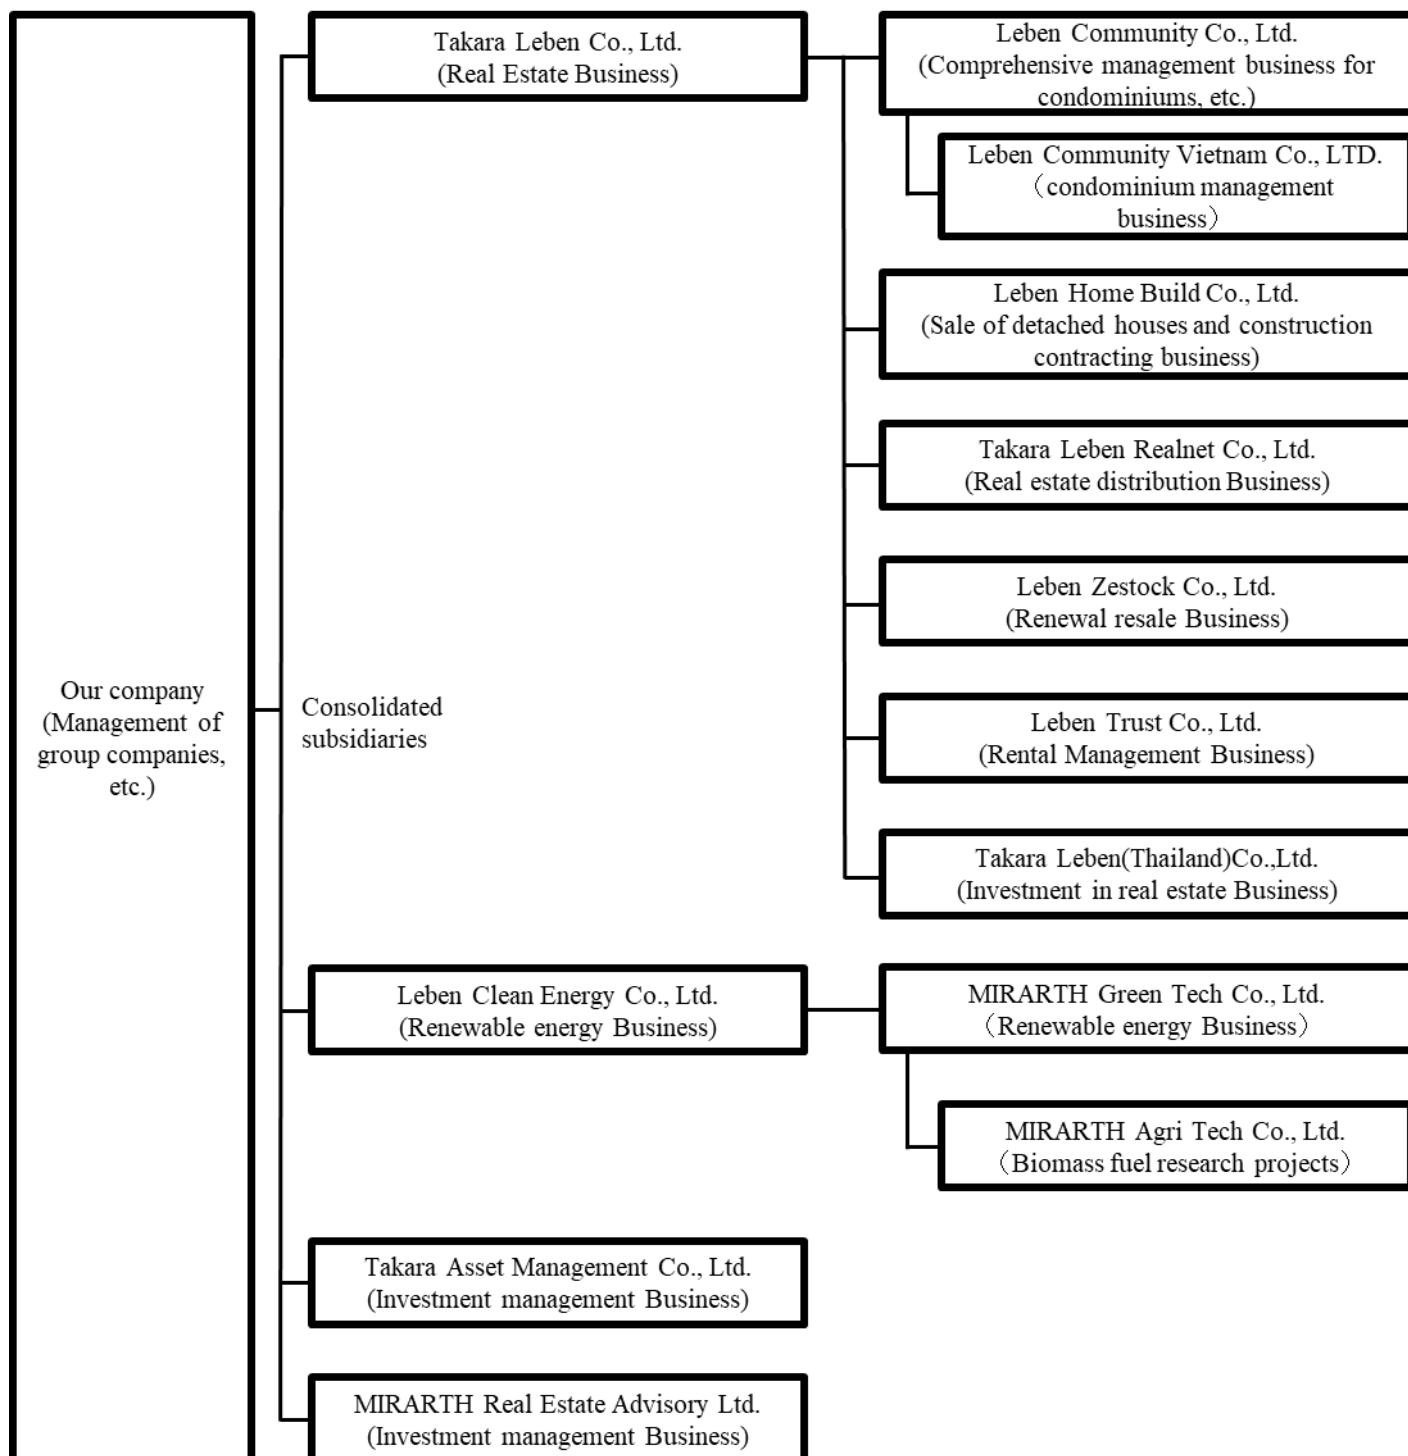 Our company
(Management of
group companies,
etc.)
Consolidated
subsidiaries
Takara Leben Co., Ltd.
(Real Estate Business)
Leben Community Co., Ltd.
(Comprehensive management business for
condominiums, etc.)
Leben Community Vietnam Co., LTD.
（condominium management
business）
Leben Home Build Co., Ltd.
(Sale of detached houses and construction
contracting business)
Takara Leben Realnet Co., Ltd.
(Real estate distribution Business)
Leben Zestock Co., Ltd.
(Renewal resale Business)
Leben Trust Co., Ltd.
(Rental Management Business)
Takara Leben(Thailand)Co.,Ltd.
(Investment in real estate Business)
Leben Clean Energy Co., Ltd.
(Renewable energy Business)
MIRARTH Green Tech Co., Ltd.
（Renewable energy Business）
MIRARTH Agri Tech Co., Ltd.
（Biomass fuel research projects）
Takara Asset Management Co., Ltd.
(Investment management Business)
MIRARTH Real Estate Advisory Ltd.
(Investment management Business)